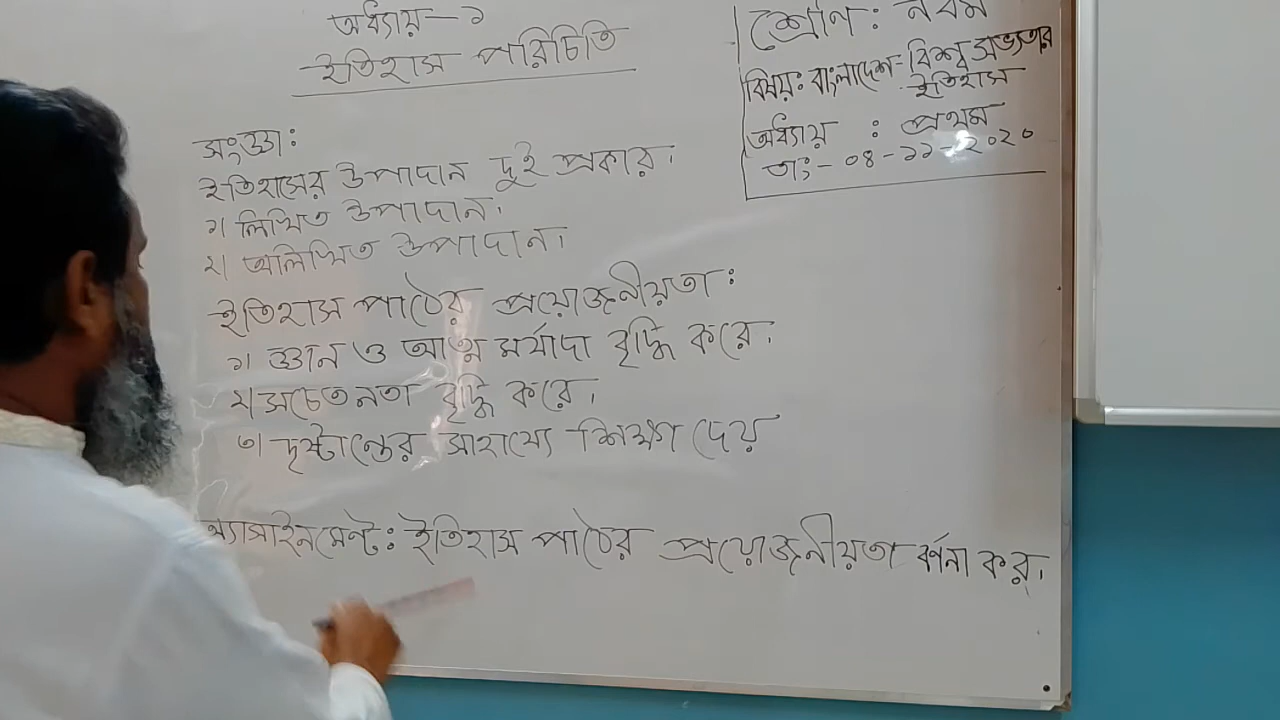 অধ্যায় - ১
ইতিহাস পরিচিতি
শ্রেণি: নবম
বিষয়: বাংলাদেশ - বিশ্ব সভ্যতার
ইতিহাস
অধ্যায় : প্রথম
তাং - ০৪-১১-২০২০
সংজ্ঞা:
ইতিহাসের উপাদান দুই প্রকার।
১। লিখিত উপাদান।
২। অলিখিত উপাদান।
ইতিহাস পাঠের প্রয়োজনীয়তা:
১। জ্ঞান ও আত্ম মর্যাদা বৃদ্ধি করে।
২। সচেতনতা বৃদ্ধি করে।
৩। দৃষ্টান্তের সাহায্যে শিক্ষা দেয়
অ্যাসাইনমেন্ট: ইতিহাস পাঠের প্রয়োজনীয়তা বর্ণনা কর।